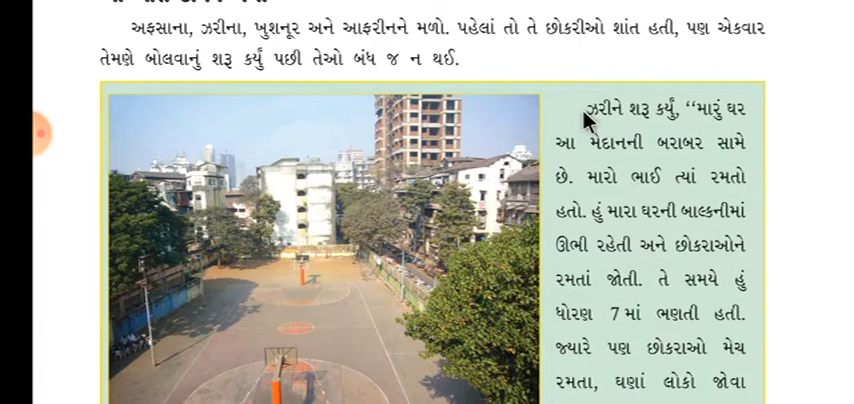 અફસાના, ઝરીના, ખુશનૂર અને આફરીનને મળો. પહેલાં તો તે છોકરીઓ શાંત હતી, પણ એકવાર
તેમણે બોલવાનું શરૂ કર્યું પછી તેઓ બંધ જ ન થઈ.
ઝરીને શરૂ કર્યું, “મારું ઘર
આ મેદાનની બરાબર સામે
છે. મારો ભાઈ ત્યાં રમતો
હતો. હું મારા ઘરની બાલ્કનીમાં
ઊભી રહેતી અને છોકરાઓને
રમતાં જોતી. તે સમયે હું
ધોરણ 7 માં ભણતી હતી.
જ્યારે પણ છોકરાઓ મેચ
રમતા, ઘણાં લોકો જોવા